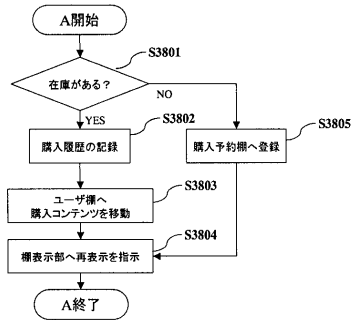 A開始
S3801
在庫がある?
NO
YES
S3802
購入履歴の記録
S3805
購入予約棚へ登録
S3803
ユーザ棚へ
購入コンテンツを移動
S3804
棚表示部へ再表示を指示
A終了